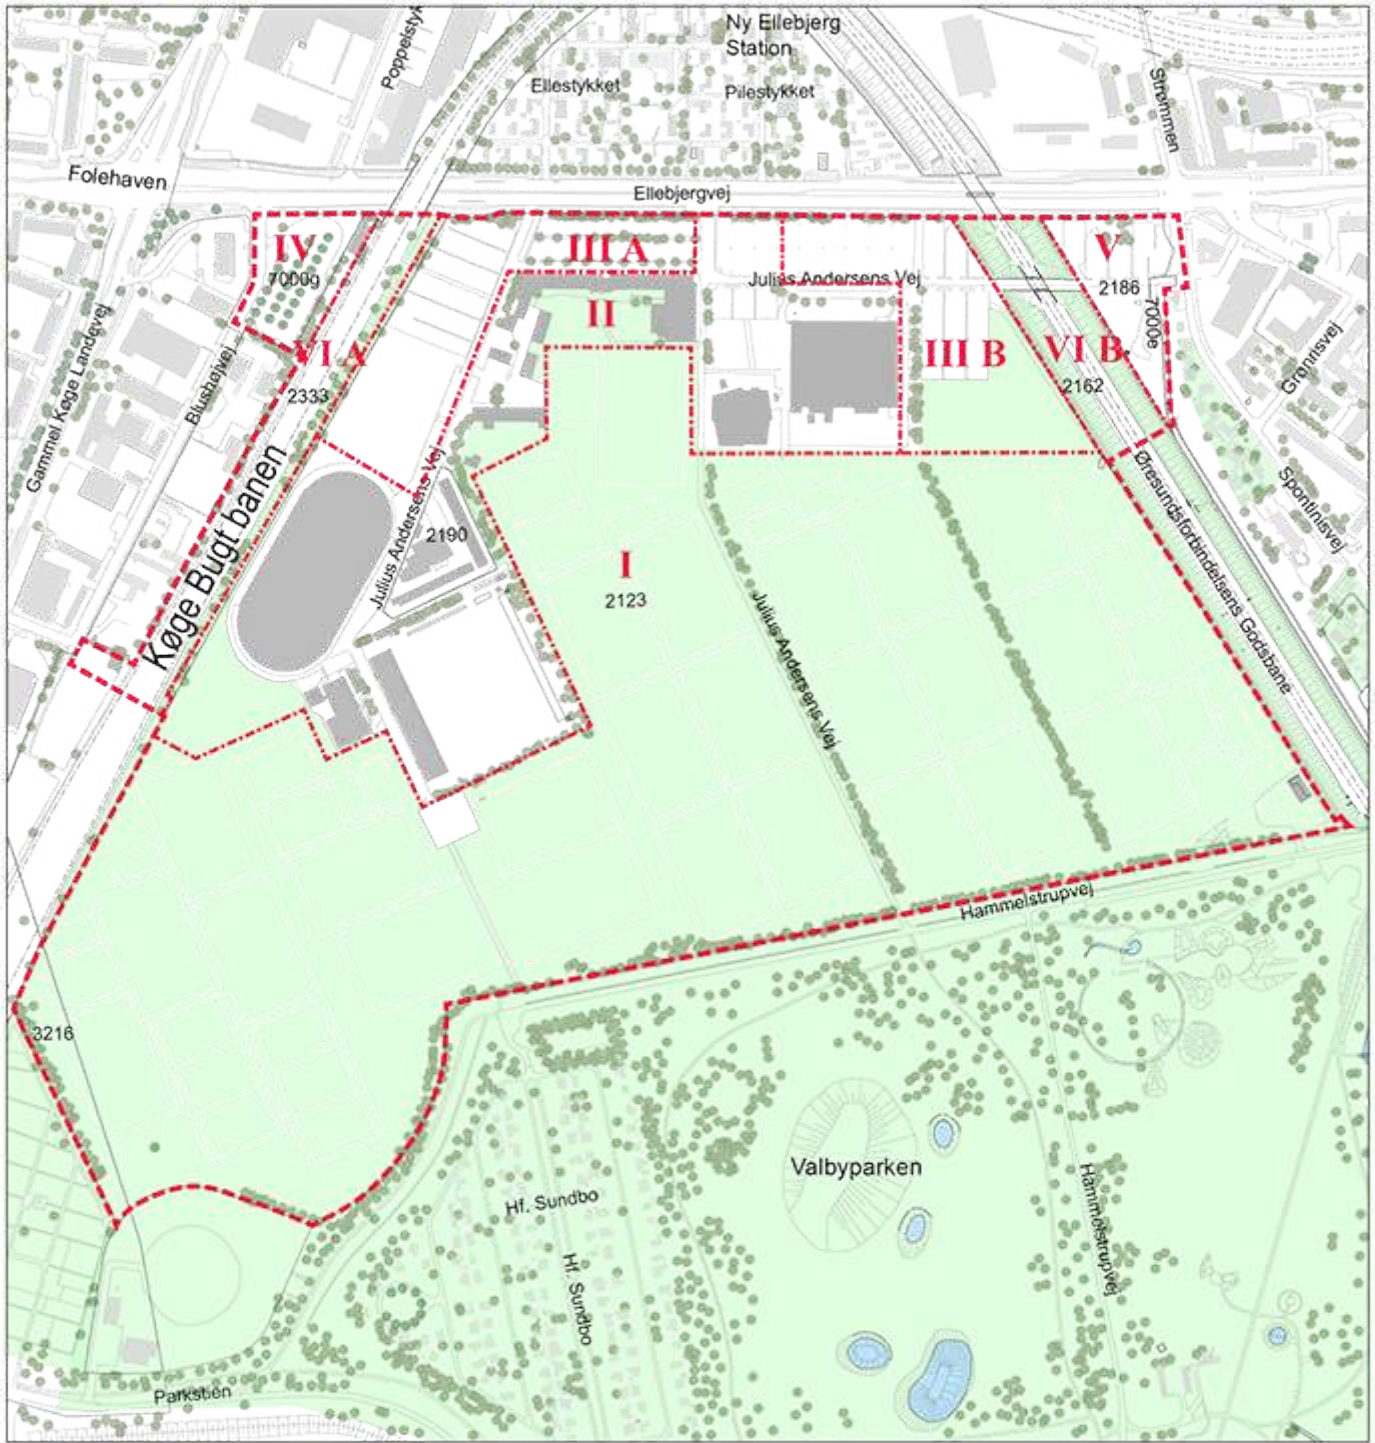 Ny Ellebjerg
Station
Poppelstyk
Ellestykket
Pilestykket
Strømmen
Folehaven
Ellebjergvej
IV
7000g
III A
Julius Andersens Vej
V
2186
7000e
II
VI A
2333
III B
VI B
2162
Grønrisvej
Gammel Køge Landevej
Blushøjvej
Køge Bugt banen
Julius Andersens Vej
2190
I
2123
Julius Andersens Vej
Øresundsforbindelsens Godsbane
Spontinisvej
Hammelstrupvej
3216
Valbyparken
Hf. Sundbo
Hf. Sundbo
Hammelstrupvej
Parkstien